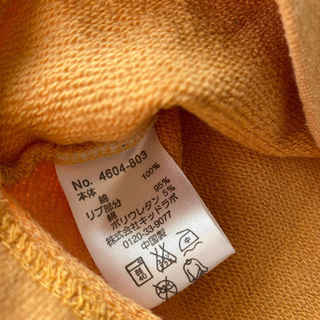 No. 4604-803
本体 綿 100%
リブ部分
綿 95%
ポリウレタン 5%
株式会社キッドラボ
0120-33-9077
中国製
40